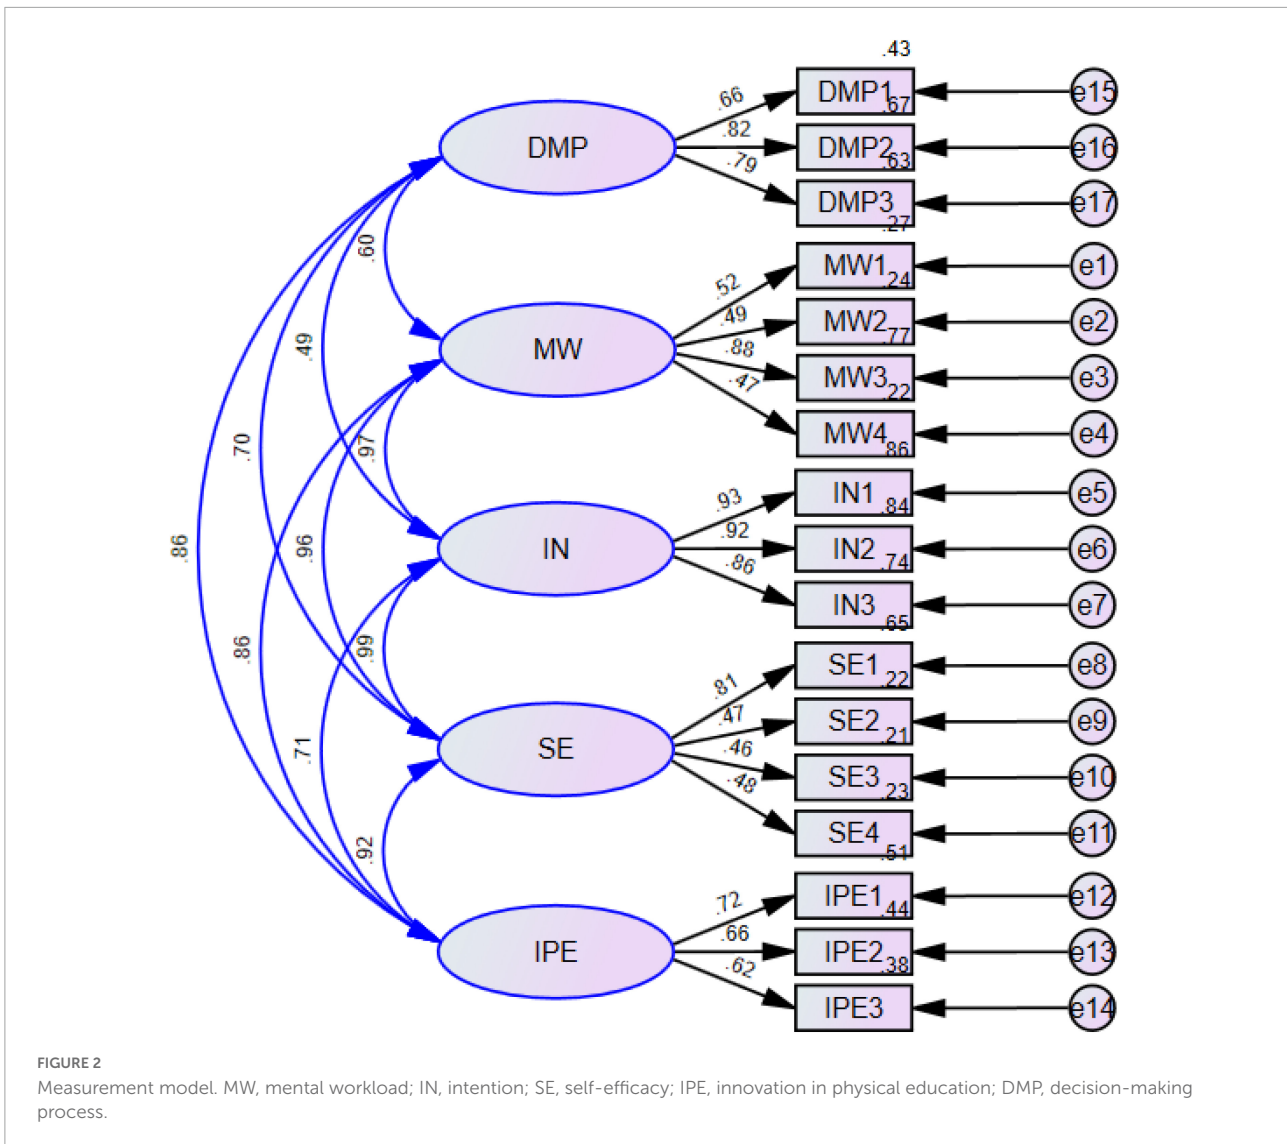 .43
DMP1
e15
.66
.67
.82
DMP
DMP2
e16
.63
.79
DMP3
e17
.27
.60
MW1
e1
.52
.24
.49
MW2
e2
.77
.49
MW
.88
MW3
e3
.22
.47
MW4
e4
.86
.70
.97
.93
IN1
e5
.84
.92
.86
.96
IN
IN2
e6
.74
.86
IN3
e7
.65
.86
.99
SE1
e8
.81
.22
.47
SE2
e9
.21
.71
SE
.46
SE3
e10
.23
.48
SE4
e11
.51
.92
.72
IPE1
e12
.44
.66
IPE
IPE2
e13
.38
.62
IPE3
e14
FIGURE 2
Measurement model. MW, mental workload; IN, intention; SE, self-efficacy; IPE, innovation in physical education; DMP, decision-making
process.